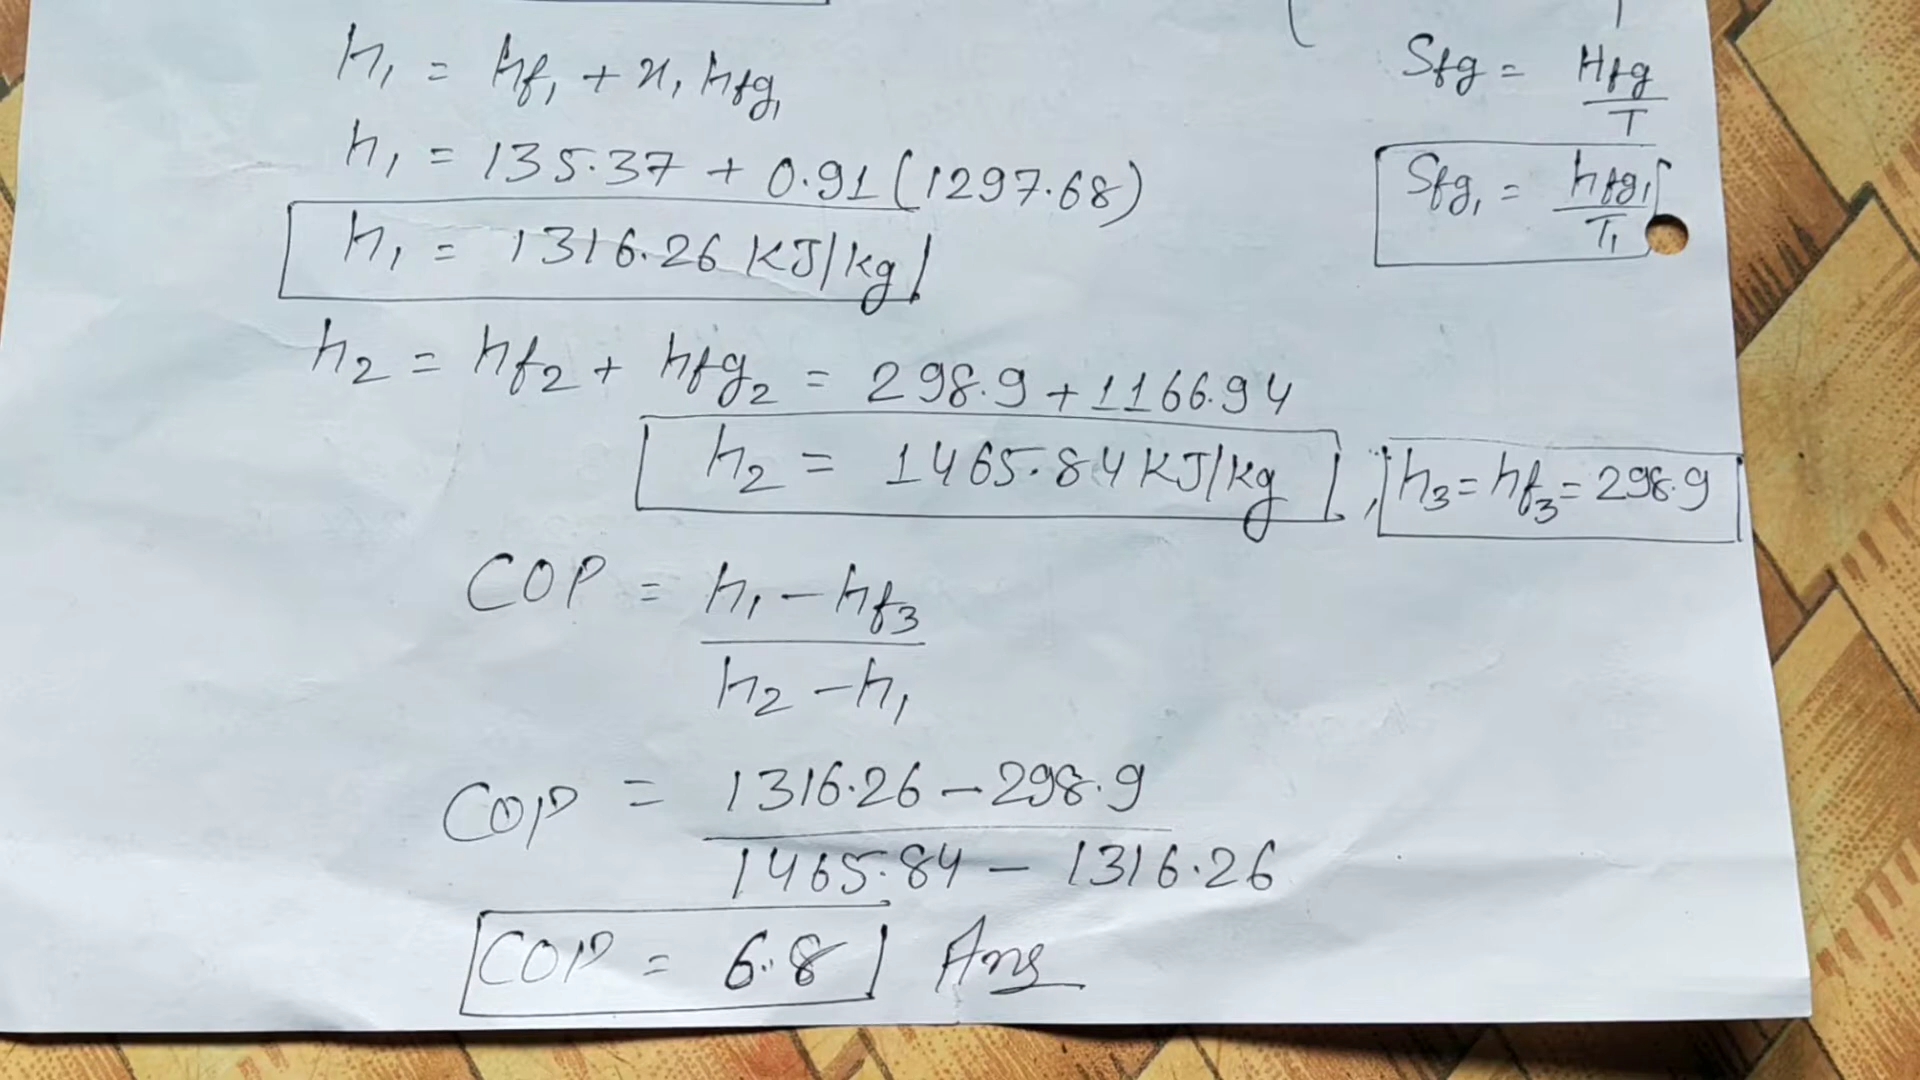 h₁ = hf₁ + x₁ hfg₁
Sfg = Hfg / T
h₁ = 135.37 + 0.91(1297.68)
Sfg₁ = hfg₁ / T₁
h₁ = 1316.26 KJ/kg
h₂ = hf₂ + hfg₂ = 298.9 + 1166.94
h₂ = 1465.84 KJ/kg , h₃ = hf₃ = 298.9
COP = h₁ - hf₃ / h₂ - h₁
COP = 1316.26 - 298.9 / 1465.84 - 1316.26
COP = 6.8 Ans